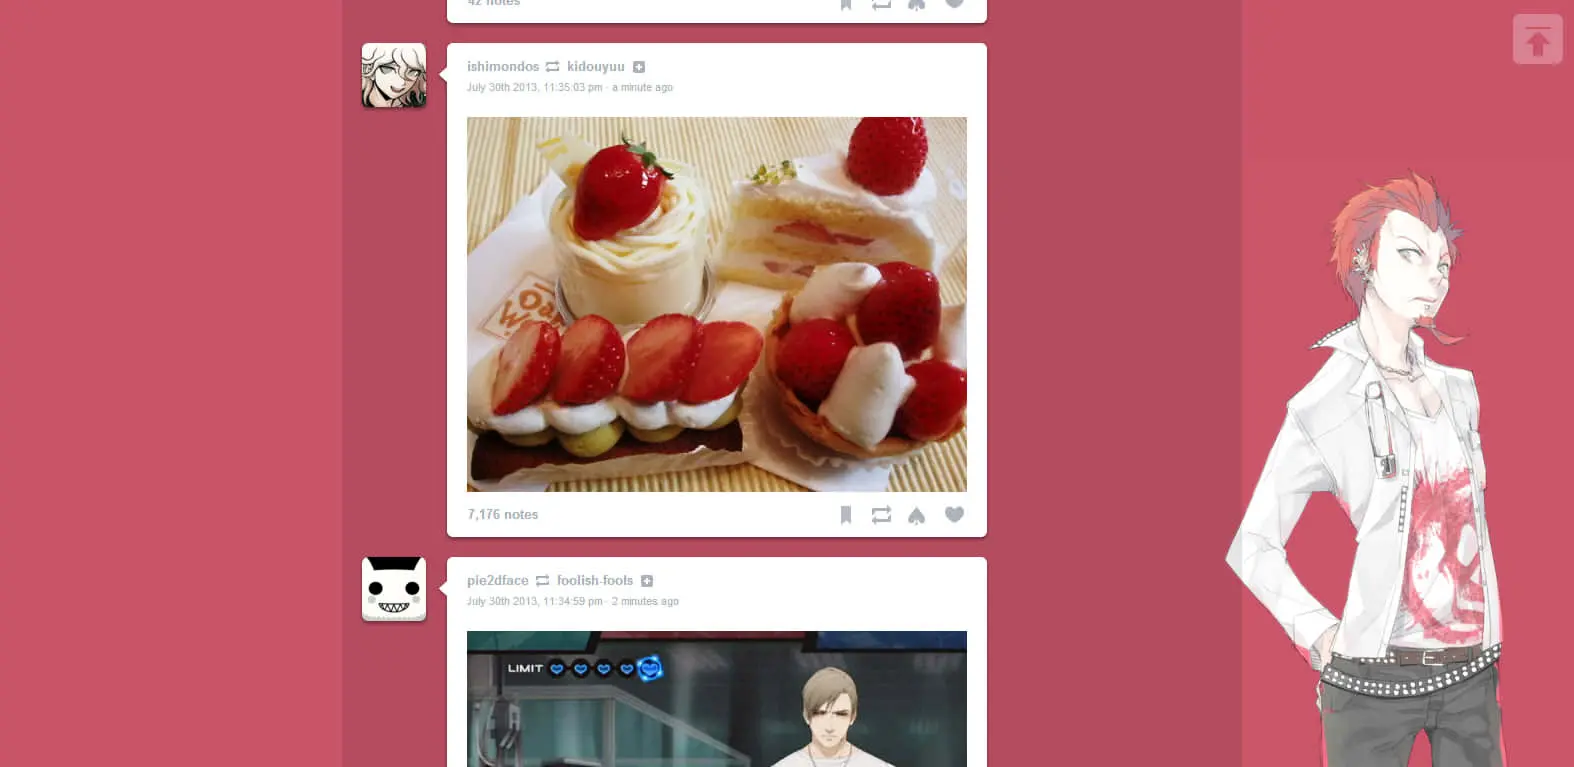 42 notes
ishimondos kidouyuu
July 30th 2013, 11:35:03 pm · a minute ago
7,176 notes
pie2dface foolish-fools
July 30th 2013, 11:34:59 pm · 2 minutes ago
LIMIT